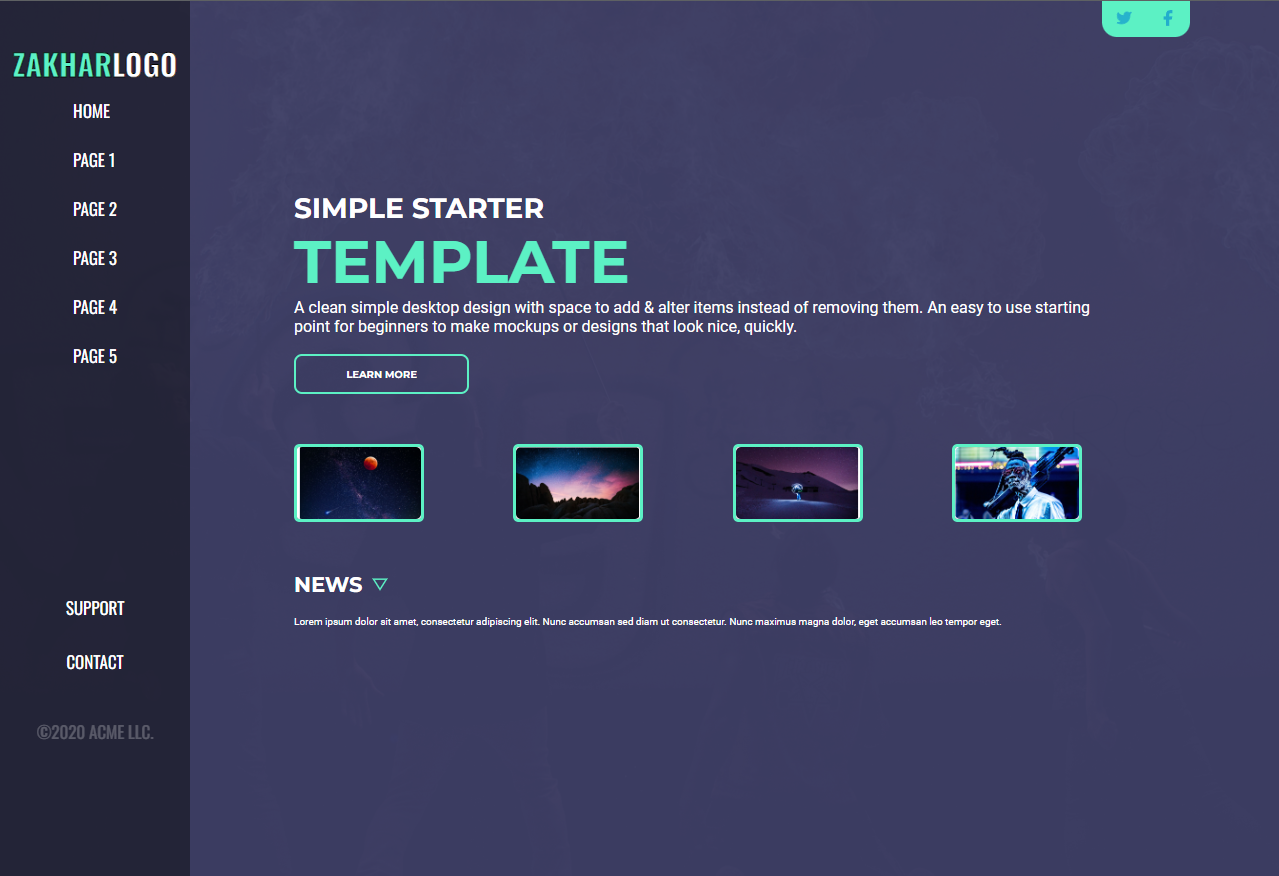 ZAKHARLOGO
HOME
PAGE 1
PAGE 2
PAGE 3
PAGE 4
PAGE 5
SUPPORT
CONTACT
©2020 ACME LLC.
SIMPLE STARTER
TEMPLATE
A clean simple desktop design with space to add & alter items instead of removing them. An easy to use starting
point for beginners to make mockups or designs that look nice, quickly.
LEARN MORE
NEWS
Lorem ipsum dolor sit amet, consectetur adipiscing elit. Nunc accumsan sed diam ut consectetur. Nunc maximus magna dolor, eget accumsan leo tempor eget.